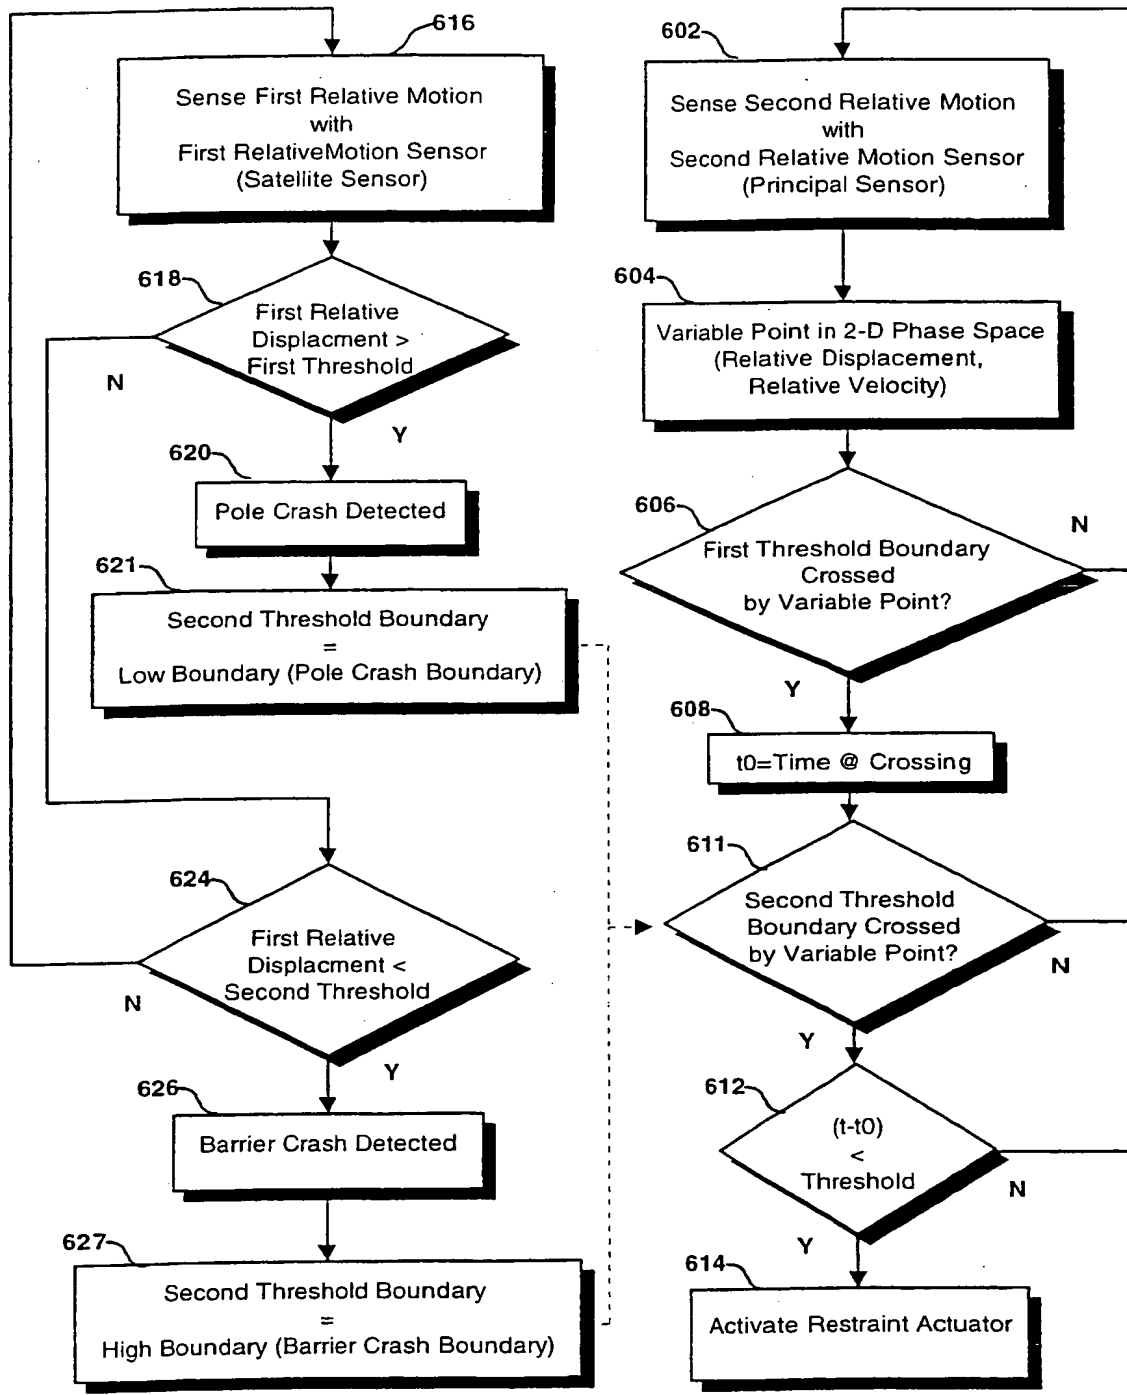 616
Sense First Relative Motion
with
First RelativeMotion Sensor
(Satellite Sensor)
618
First Relative
Displacment >
First Threshold
N
Y
620
Pole Crash Detected
621
Second Threshold Boundary
=
Low Boundary (Pole Crash Boundary)
624
First Relative
Displacment <
Second Threshold
N
Y
626
Barrier Crash Detected
627
Second Threshold Boundary
=
High Boundary (Barrier Crash Boundary)
602
Sense Second Relative Motion
with
Second Relative Motion Sensor
(Principal Sensor)
604
Variable Point in 2-D Phase Space
(Relative Displacement,
Relative Velocity)
606
First Threshold Boundary
Crossed
by Variable Point?
N
Y
608
t0=Time @ Crossing
611
Second Threshold
Boundary Crossed
by Variable Point?
N
Y
612
(t-t0)
<
Threshold
N
Y
614
Activate Restraint Actuator